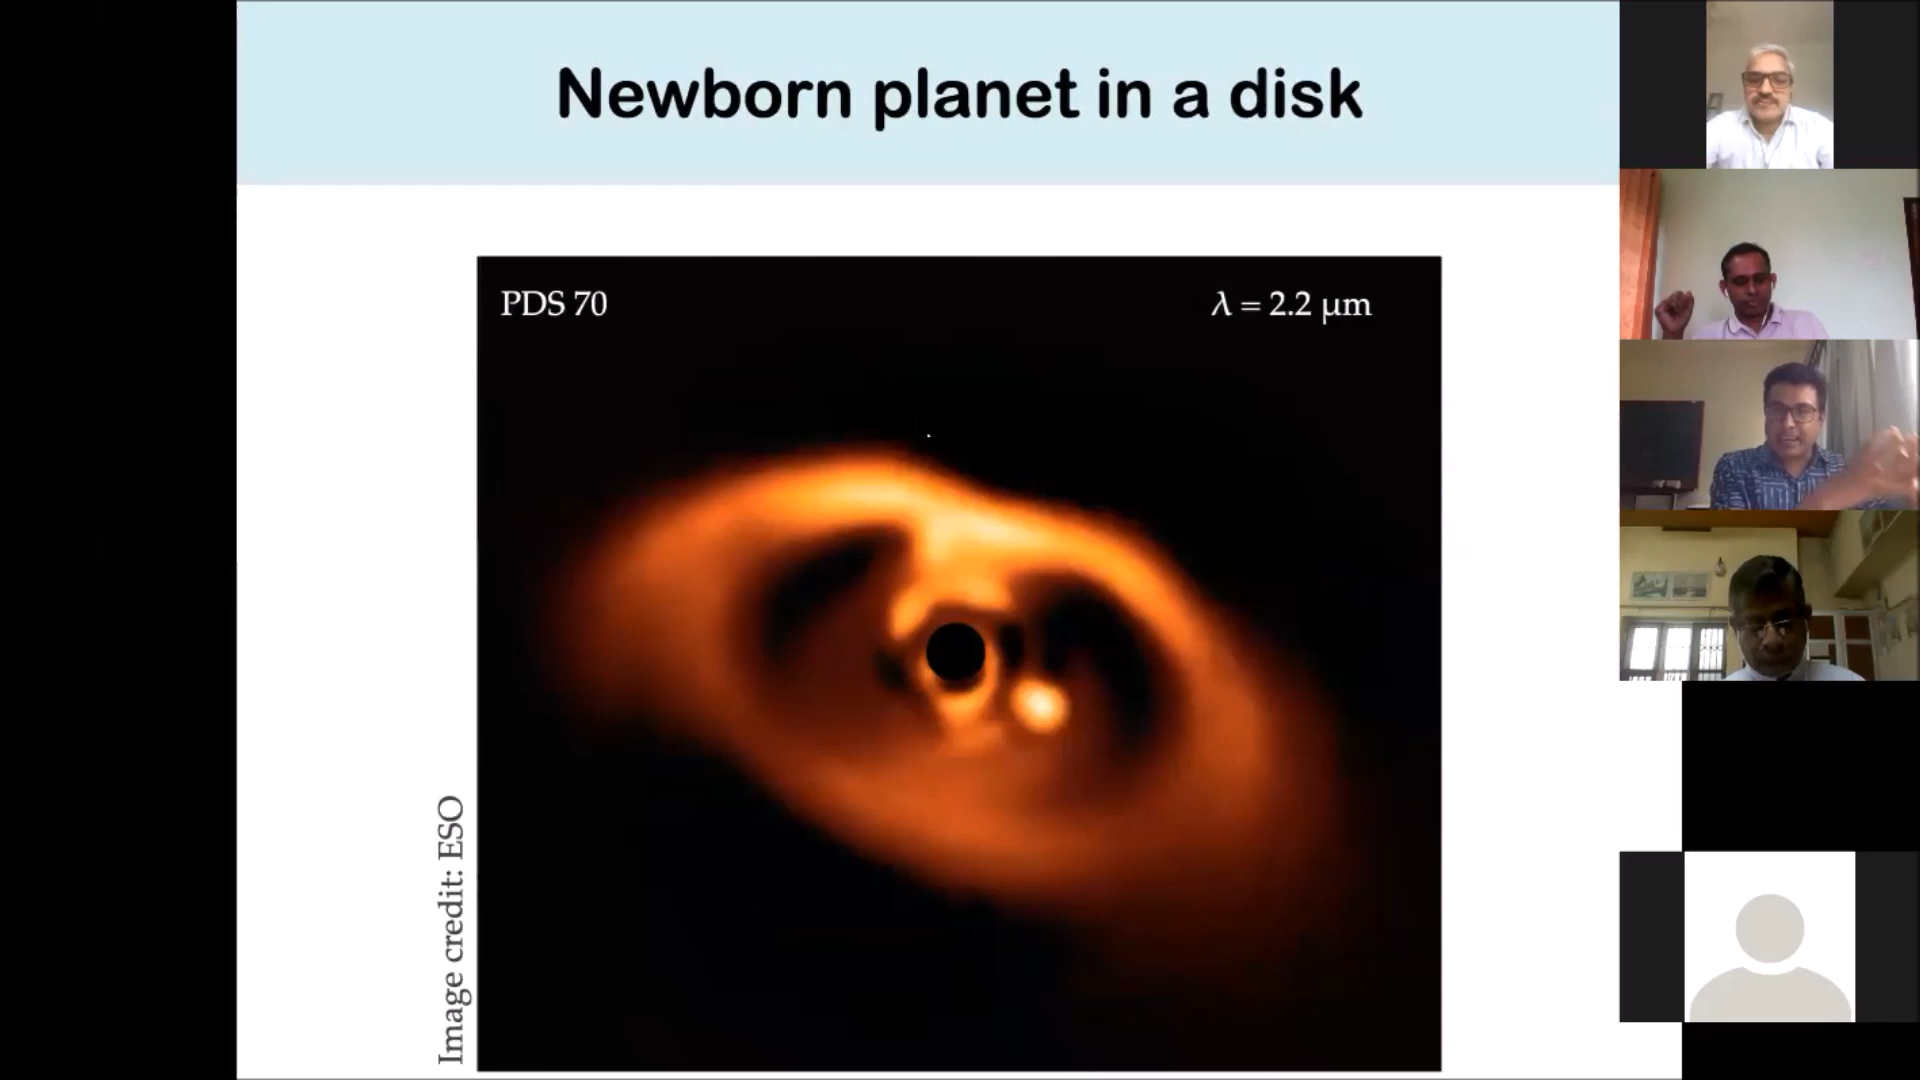 Newborn planet in a disk
PDS 70
λ = 2.2 μm
Image credit: ESO